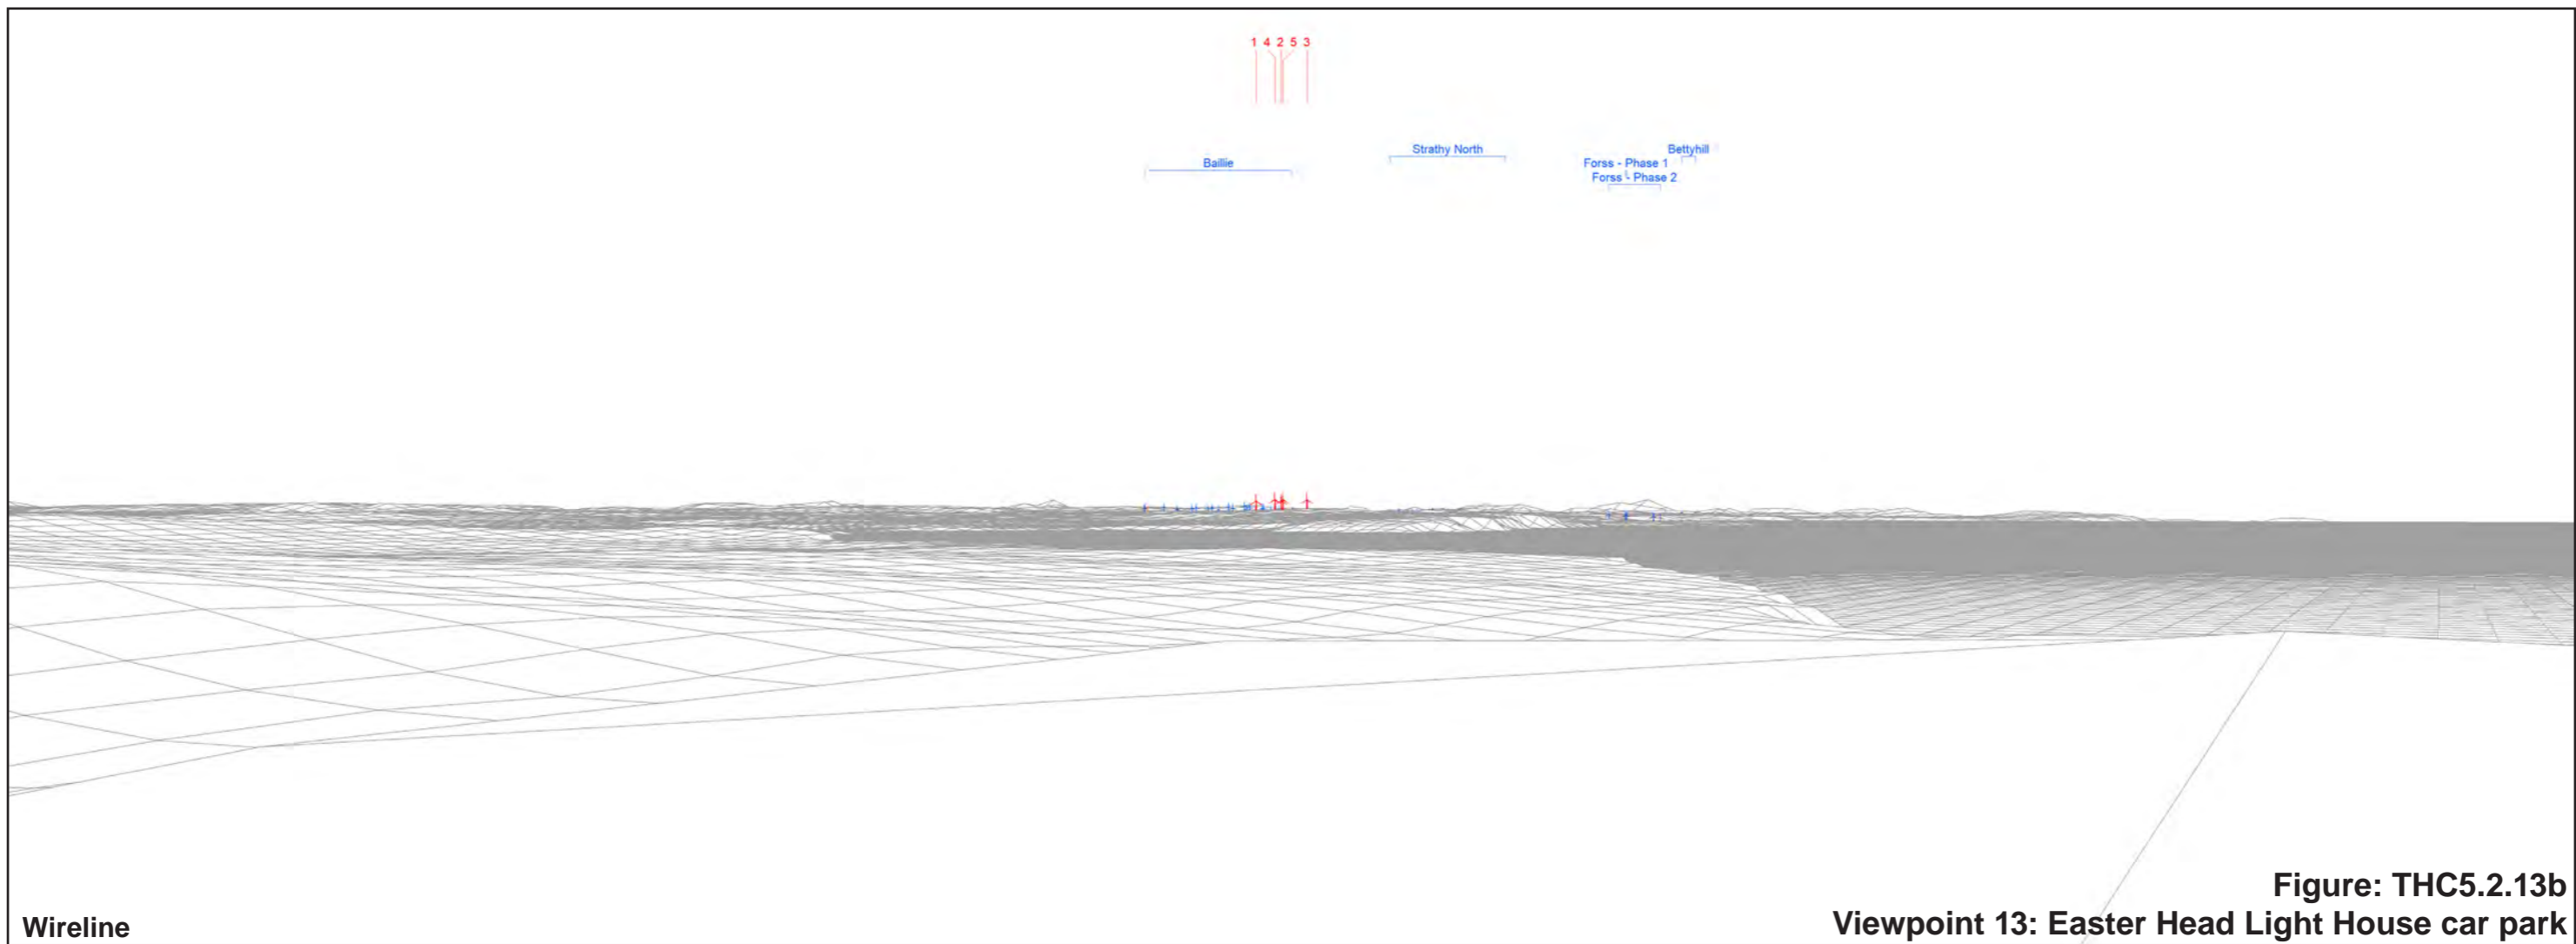 1 4 2 5 3
Baillie
Strathy North
Bettyhill
Forss - Phase 1
Forss - Phase 2
Wireline
Figure: THC5.2.13b
Viewpoint 13: Easter Head Light House car park